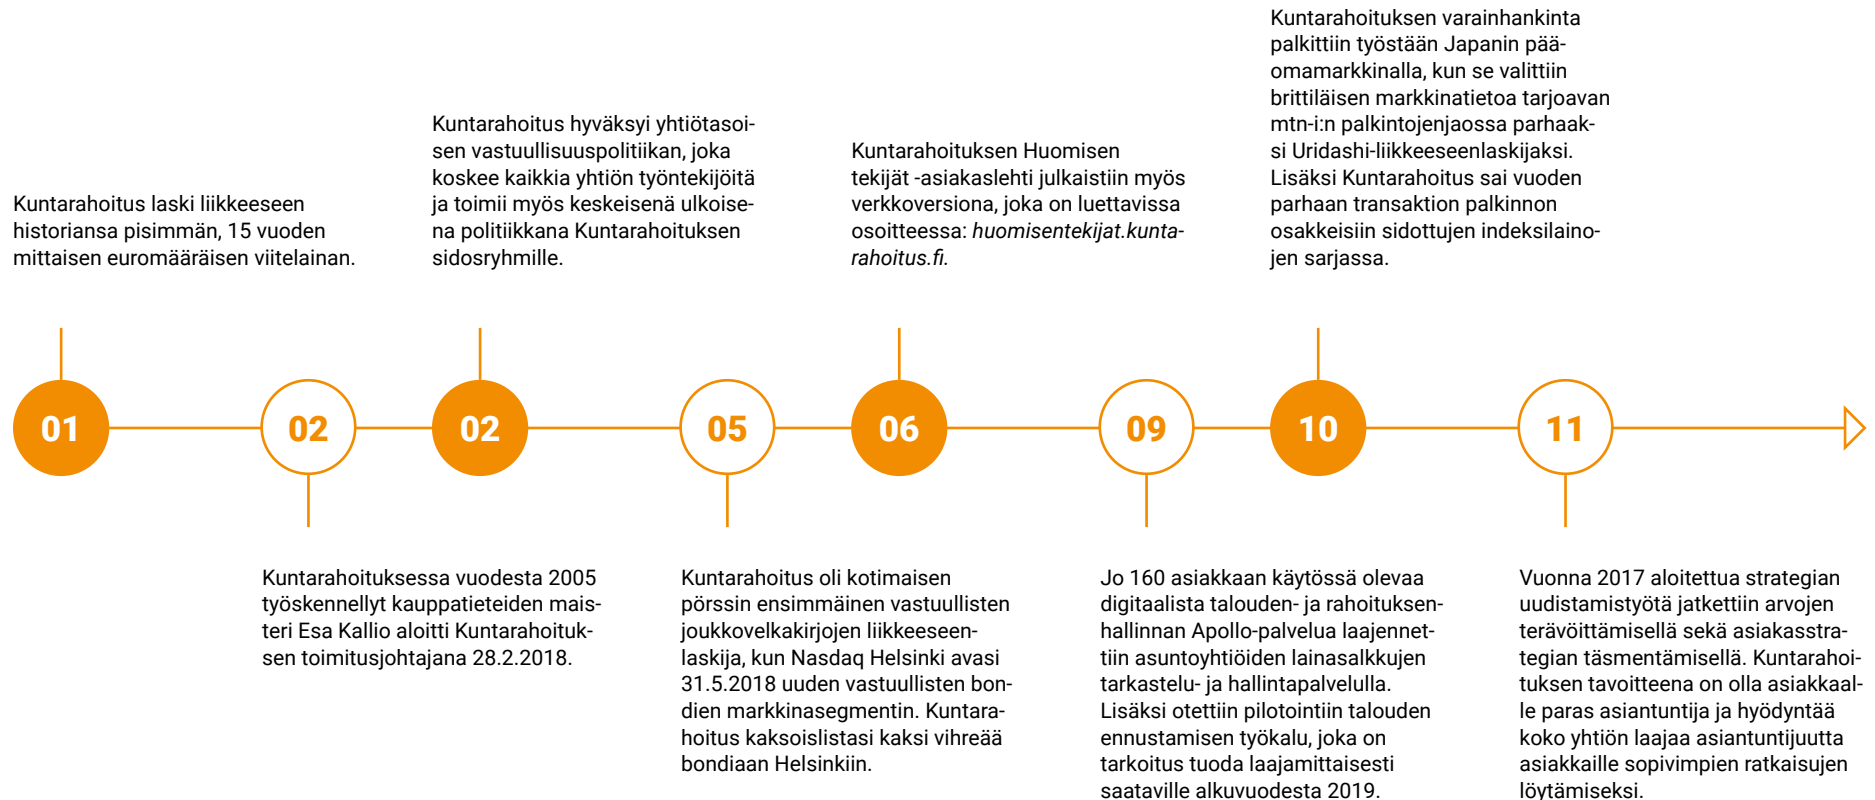 Kuntarahoitus laski liikkeeseen
historiansa pisimmän, 15 vuoden
mittaisen euromääräisen viitelainan.
Kuntarahoitus hyväksyi yhtiötasoi-
sen vastuullisuuspolitiikan, joka
koskee kaikkia yhtiön työntekijöitä
ja toimii myös keskeisenä ulkoise-
na politiikkana Kuntarahoituksen
sidosryhmille.
Kuntarahoituksen Huomisen
tekijät -asiakaslehti julkaistiin myös
verkkoversiona, joka on luettavissa
osoitteessa: huomisentekijat.kunta-
rahoitus.fi.
Kuntarahoituksen varainhankinta
palkittiin työstään Japanin pää-
omamarkkinalla, kun se valittiin
brittiläisen markkinatietoa tarjoavan
mtn-i:n palkintojenjaossa parhaak-
si Uridashi-liikkeeseenlaskijaksi.
Lisäksi Kuntarahoitus sai vuoden
parhaan transaktion palkinnon
osakkeisiin sidottujen indeksilaino-
jen sarjassa.
01
02
02
05
06
09
10
11
Kuntarahoituksessa vuodesta 2005
työskennellyt kauppatieteiden mais-
teri Esa Kallio aloitti Kuntarahoituk-
sen toimitusjohtajana 28.2.2018.
Kuntarahoitus oli kotimaisen
pörssin ensimmäinen vastuullisten
joukkovelkakirjojen liikkeeseen-
laskija, kun Nasdaq Helsinki avasi
31.5.2018 uuden vastuullisten bon-
dien markkinasegmentin. Kuntara-
hoitus kaksoislistasi kaksi vihreää
bondiaan Helsinkiin.
Jo 160 asiakkaan käytössä olevaa
digitaalista talouden- ja rahoituksen-
hallinnan Apollo-palvelua laajennet-
tiin asuntoyhtiöiden lainasalkkujen
tarkastelu- ja hallintapalvelulla.
Lisäksi otettiin pilotointiin talouden
ennustamisen työkalu, joka on
tarkoitus tuoda laajamittaisesti
saataville alkuvuodesta 2019.
Vuonna 2017 aloitettua strategian
uudistamistyötä jatkettiin arvojen
terävöittämisellä sekä asiakasstra-
tegian täsmentämisellä. Kuntarahoi-
tuksen tavoitteena on olla asiakkaal-
le paras asiantuntija ja hyödyntää
koko yhtiön laajaa asiantuntijuutta
asiakkaille sopivimpien ratkaisujen
löytämiseksi.